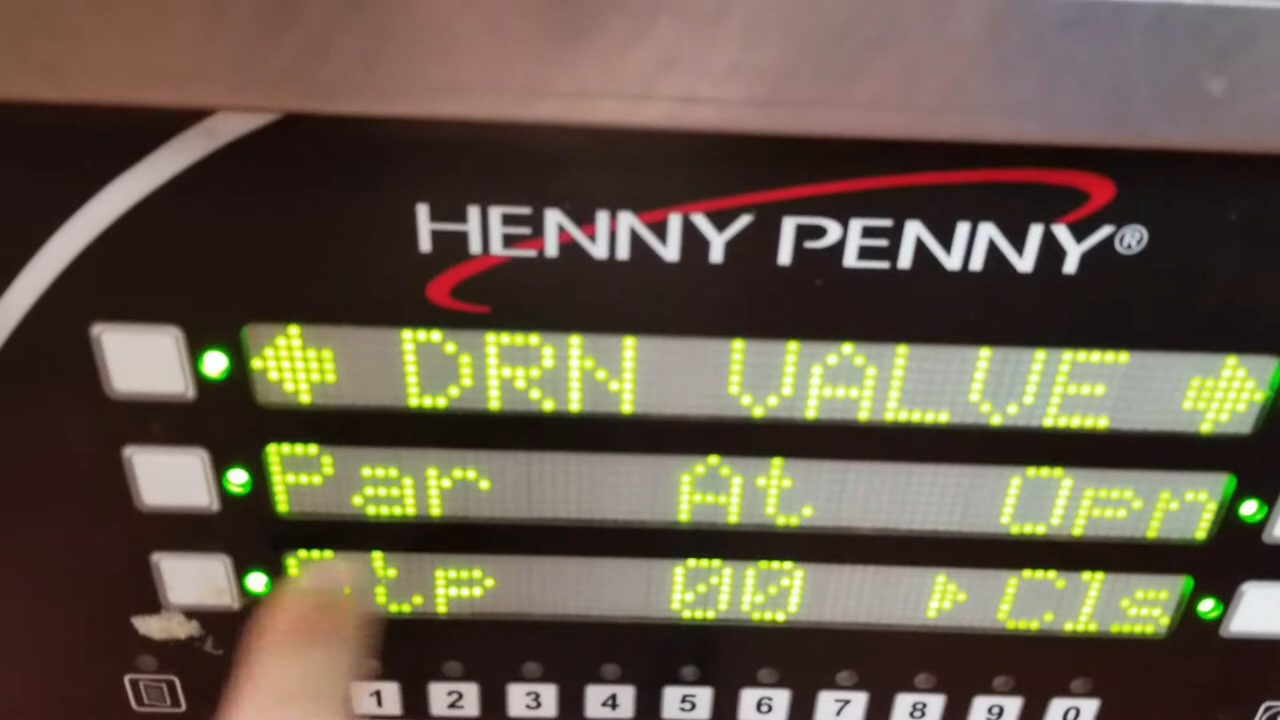 HENNY PENNY®
DRN VALVE
Par At Opn
Stp 00 Cls
1 2 3 4 5 6 7 8 9 0